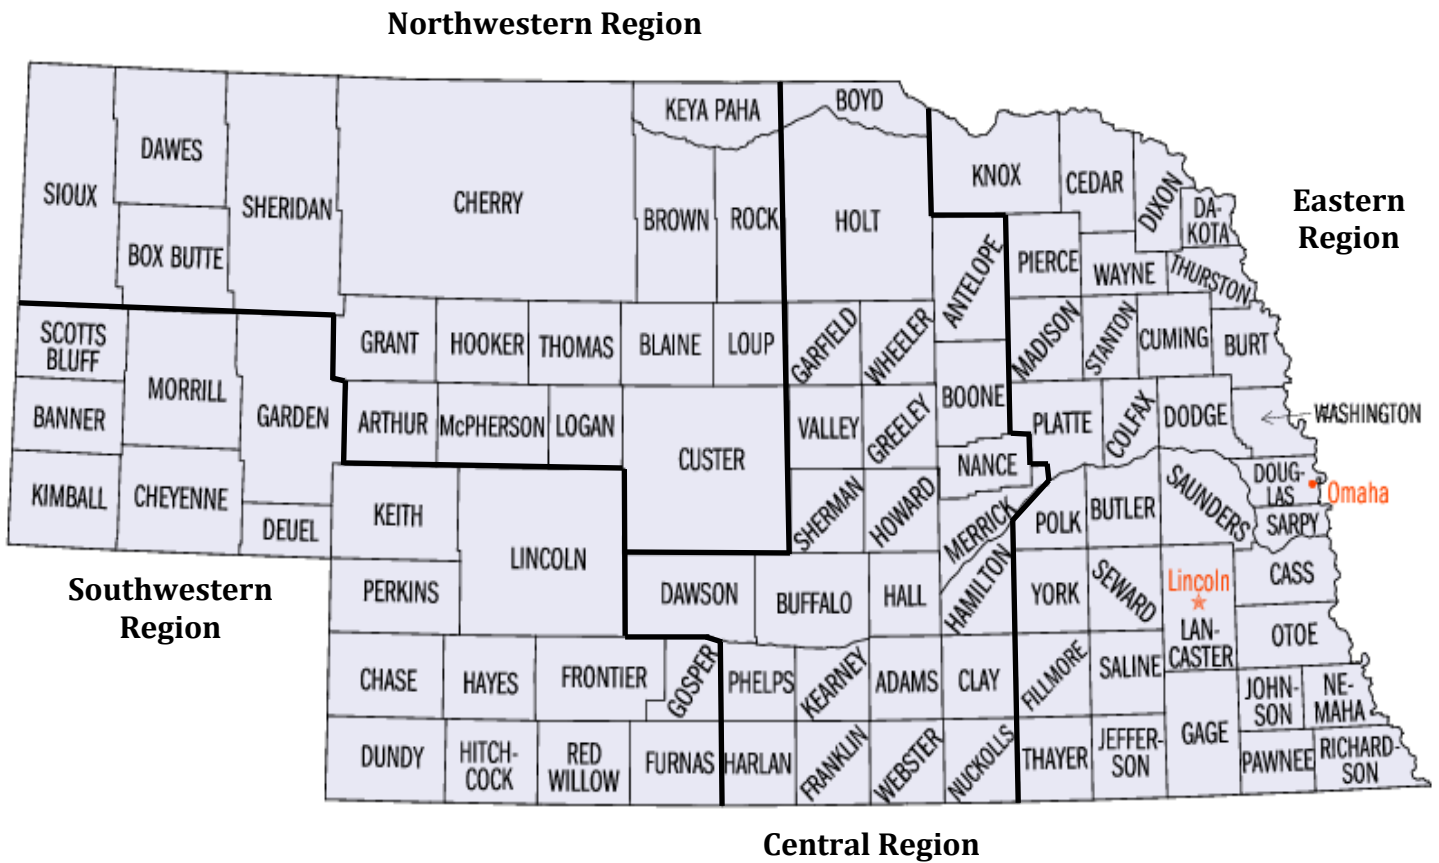 Northwestern Region
KEYA PAHA
BOYD
DAWES
SIOUX
SHERIDAN
CHERRY
BROWN
ROCK
HOLT
KNOX
CEDAR
DIXON
DA-
KOTA
Eastern
Region
BOX BUTTE
ANTELOPE
PIERCE
WAYNE
THURSTON
SCOTTS
BLUFF
GRANT
HOOKER
THOMAS
BLAINE
LOUP
GARFIELD
WHEELER
MADISON
STANTON
CUMING
BURT
MORRILL
BANNER
GARDEN
ARTHUR
McPHERSON
LOGAN
CUSTER
VALLEY
GREELEY
BOONE
PLATTE
COLFAX
DODGE
WASHINGTON
NANCE
KIMBALL
CHEYENNE
DEUEL
KEITH
LINCOLN
SHERMAN
HOWARD
MERRICK
POLK
BUTLER
SAUNDERS
DOUG-
LAS
Omaha
SARPY
Southwestern
Region
PERKINS
DAWSON
BUFFALO
HALL
HAMILTON
YORK
SEWARD
Lincoln
LAN-
CASTER
CASS
OTOE
CHASE
HAYES
FRONTIER
GOSPER
PHELPS
KEARNEY
ADAMS
CLAY
FILLMORE
SALINE
JOHN-
SON
NE-
MAHA
DUNDY
HITCH-
COCK
RED
WILLOW
FURNAS
HARLAN
FRANKLIN
WEBSTER
NUCKOLLS
THAYER
JEFFER-
SON
GAGE
PAWNEE
RICHARD-
SON
Central Region